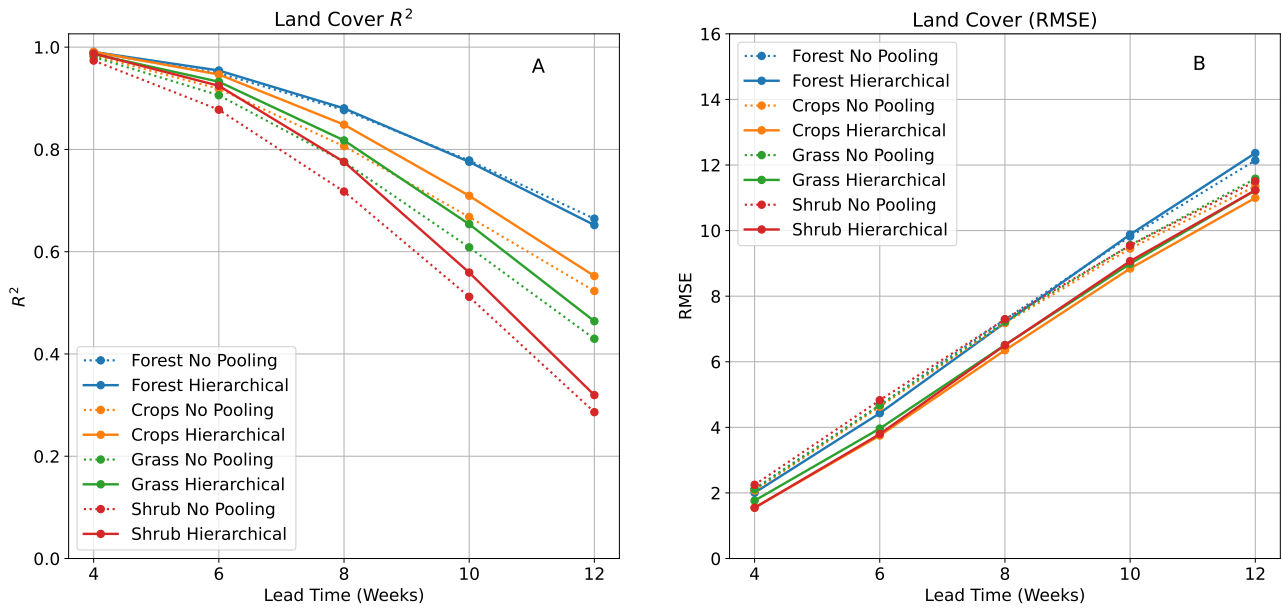 Land Cover R²
A
1.0
0.8
0.6
0.4
0.2
0.0
R²
Forest No Pooling
Forest Hierarchical
Crops No Pooling
Crops Hierarchical
Grass No Pooling
Grass Hierarchical
Shrub No Pooling
Shrub Hierarchical
4 6 8 10 12
Lead Time (Weeks)
Land Cover (RMSE)
B
16
14
12
10
8
6
4
2
0
RMSE
Forest No Pooling
Forest Hierarchical
Crops No Pooling
Crops Hierarchical
Grass No Pooling
Grass Hierarchical
Shrub No Pooling
Shrub Hierarchical
4 6 8 10 12
Lead Time (Weeks)